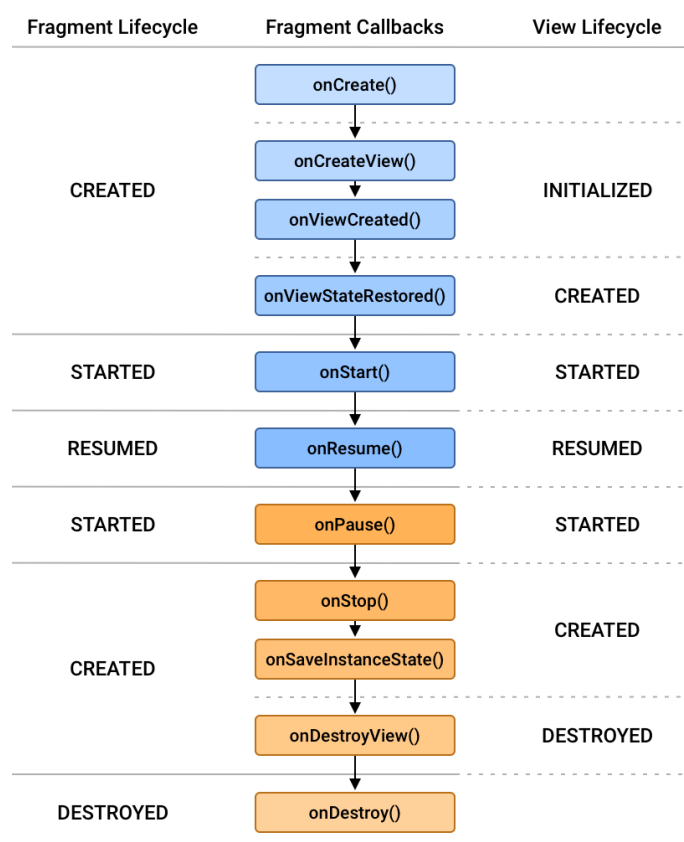 Fragment Lifecycle Fragment Callbacks View Lifecycle
onCreate()
onCreateView()
CREATED INITIALIZED
onViewCreated()
onViewStateRestored() CREATED
STARTED onStart() STARTED
RESUMED onResume() RESUMED
STARTED onPause() STARTED
onStop()
CREATED
onSaveInstanceState()
CREATED
onDestroyView() DESTROYED
DESTROYED onDestroy()